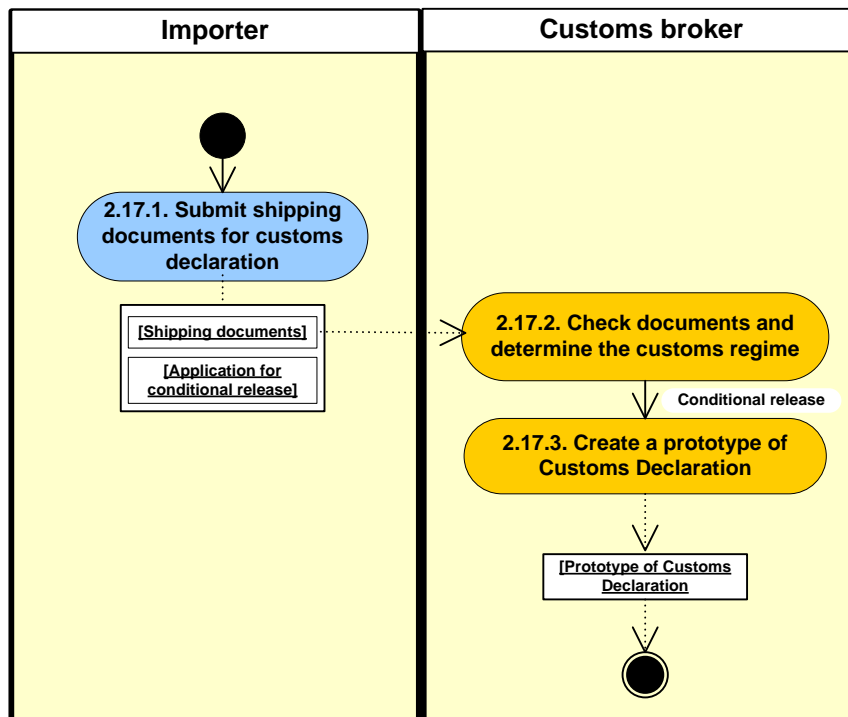 Importer
Customs broker
2.17.1. Submit shipping
documents for customs
declaration
[Shipping documents]
[Application for
conditional release]
2.17.2. Check documents and
determine the customs regime
Conditional release
2.17.3. Create a prototype of
Customs Declaration
[Prototype of Customs
Declaration